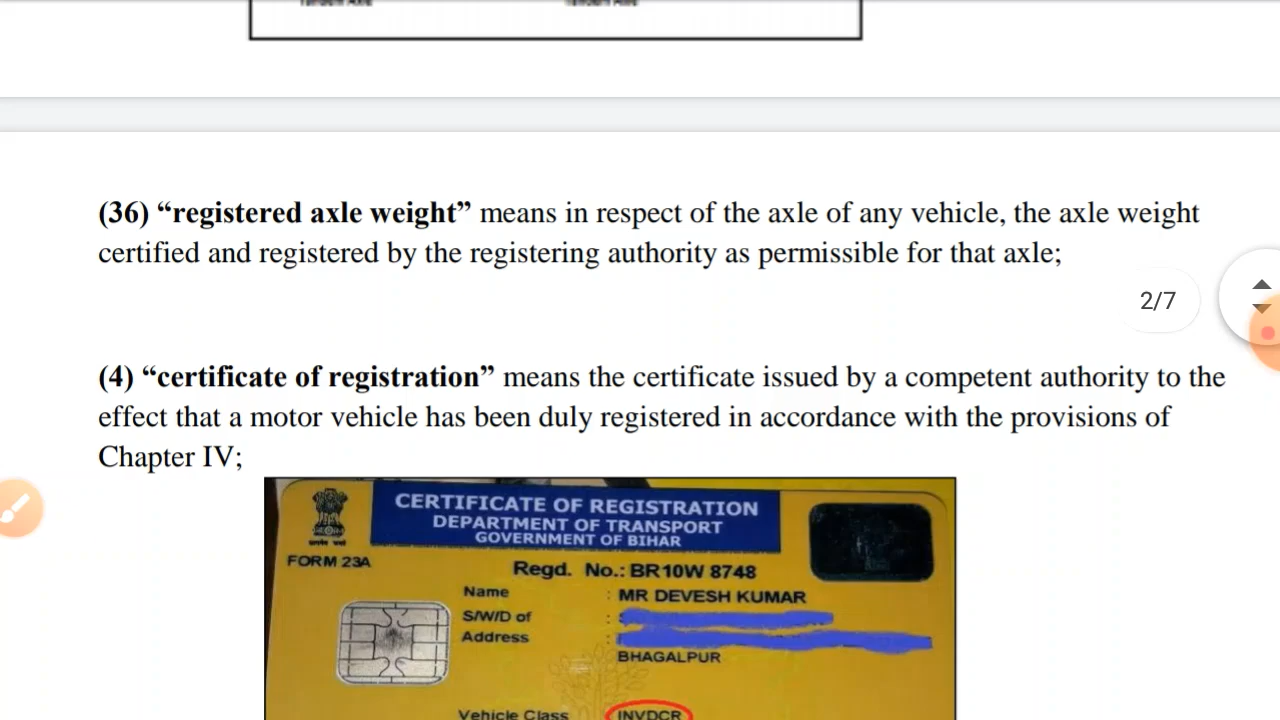 (36) “registered axle weight” means in respect of the axle of any vehicle, the axle weight
certified and registered by the registering authority as permissible for that axle;
2/7
(4) “certificate of registration” means the certificate issued by a competent authority to the
effect that a motor vehicle has been duly registered in accordance with the provisions of
Chapter IV;
CERTIFICATE OF REGISTRATION
DEPARTMENT OF TRANSPORT
GOVERNMENT OF BIHAR
FORM 23A
Regd. No.: BR10W 8748
Name : MR DEVESH KUMAR
S/W/D of :
Address :
BHAGALPUR
Vehicle Class INVDCR